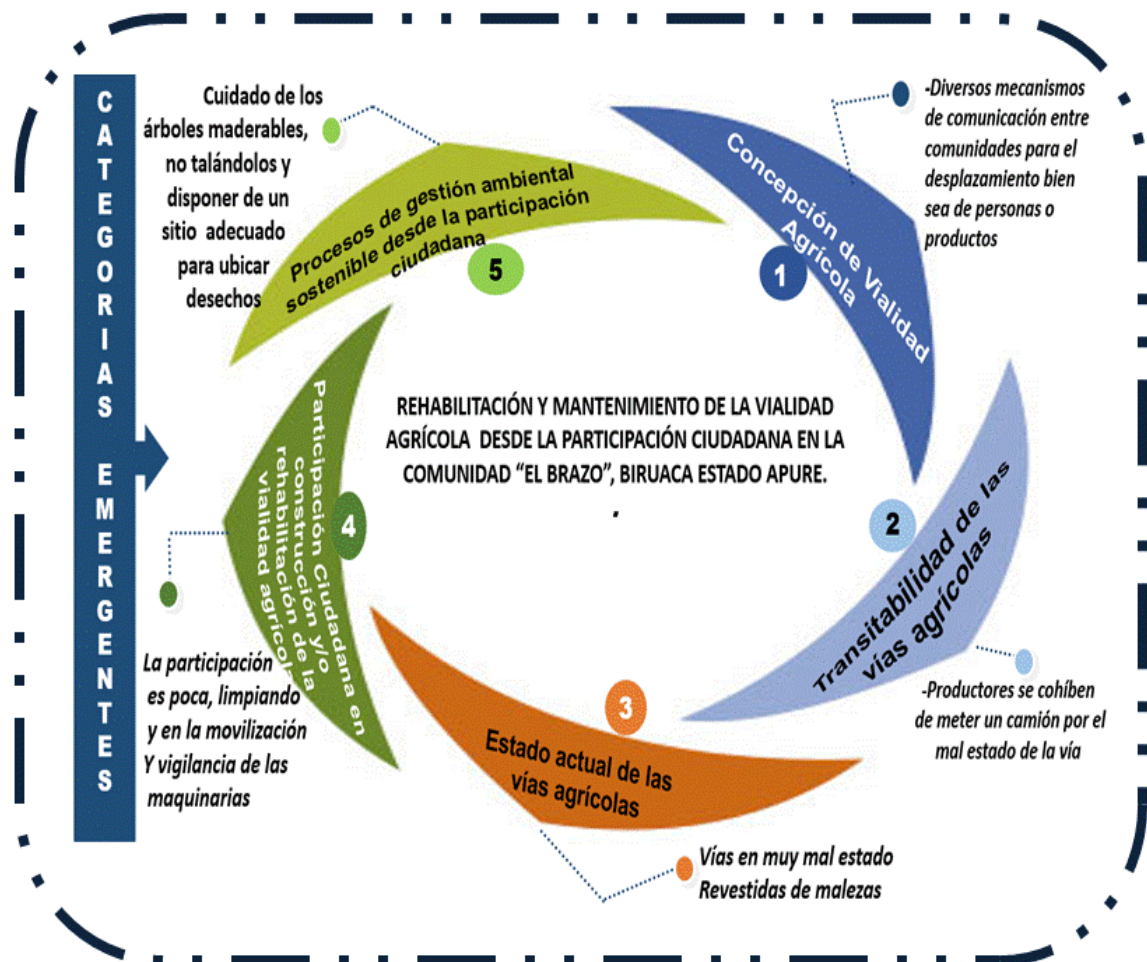 CATEGORIAS EMERGENTES
Cuidado de los
árboles maderables,
no talándolos y
disponer de un
sitio adecuado
para ubicar
desechos
Procesos de gestión ambiental
sostenible desde la participación
ciudadana
5
-Diversos mecanismos
de comunicación entre
comunidades para el
desplazamiento bien
sea de personas o
productos
Concepción de Vialidad
Agrícola
1
REHABILITACIÓN Y MANTENIMIENTO DE LA VIALIDAD
AGRÍCOLA DESDE LA PARTICIPACIÓN CIUDADANA EN LA
COMUNIDAD “EL BRAZO”, BIRUACA ESTADO APURE.
.
2
Transitabilidad de las
vías agrícolas
-Productores se cohíben
de meter un camión por el
mal estado de la vía
3
Estado actual de las
vías agrícolas
Vías en muy mal estado
Revestidas de malezas
4
Participación Ciudadana en
construcción y/o
rehabilitación de la
vialidad agrícola
La participación
es poca, limpiando
y en la movilización
Y vigilancia de las
maquinarias